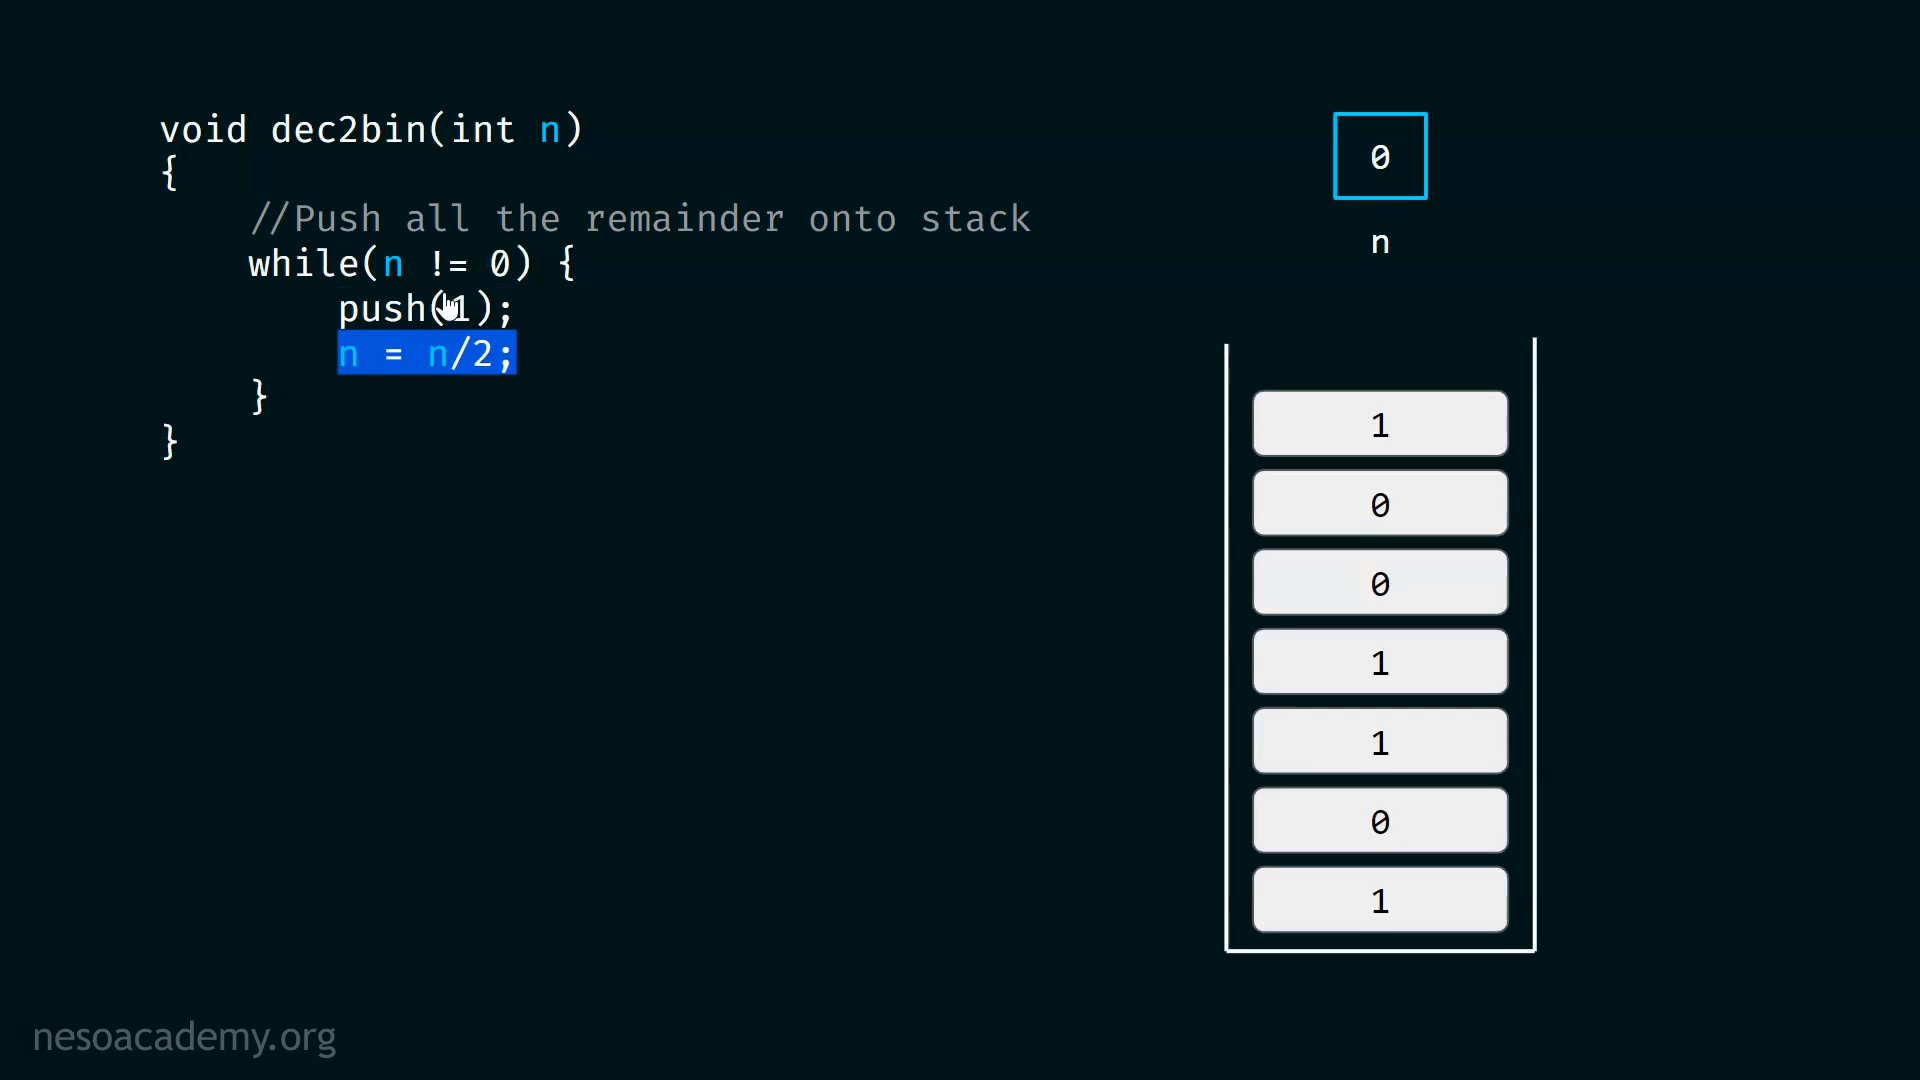 void dec2bin(int n)
{
//Push all the remainder onto stack
while(n != 0) {
push(1);
n = n/2;
}
}
0
n
1
0
0
1
1
0
1
nesoacademy.org